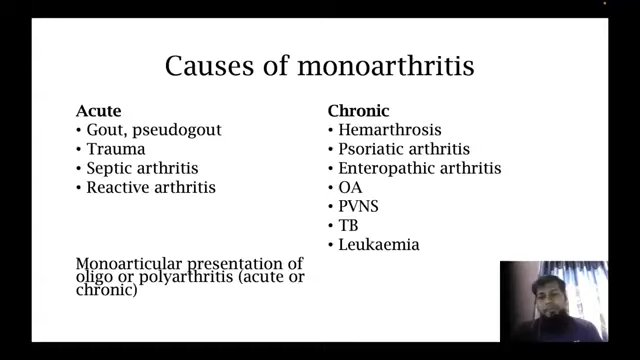 Causes of monoarthritis
Acute
• Gout, pseudogout
• Trauma
• Septic arthritis
• Reactive arthritis
Monoarticular presentation of
oligo or polyarthritis (acute or
chronic)
Chronic
• Hemarthrosis
• Psoriatic arthritis
• Enteropathic arthritis
• OA
• PVNS
• TB
• Leukaemia